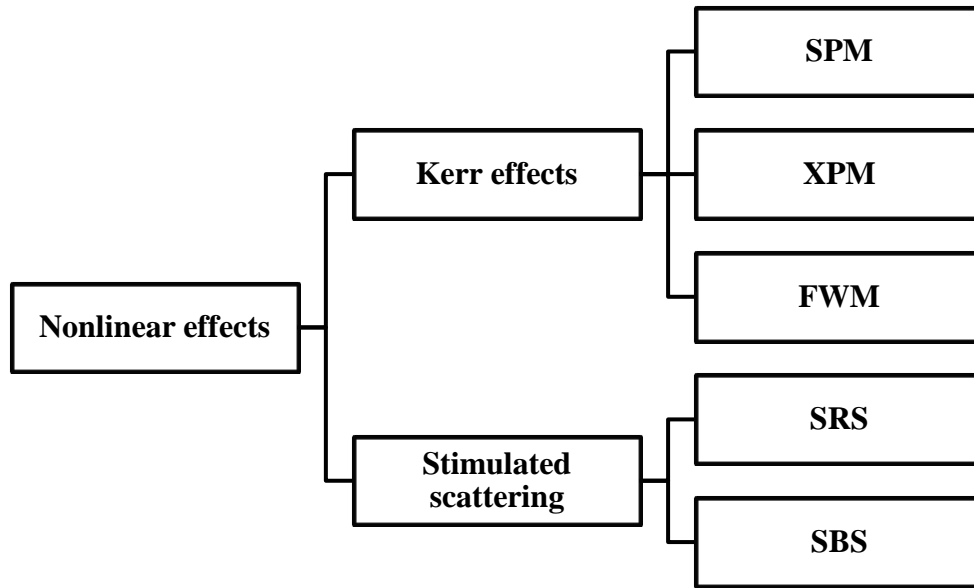 Nonlinear effects
Kerr effects
SPM
XPM
FWM
Stimulated
scattering
SRS
SBS